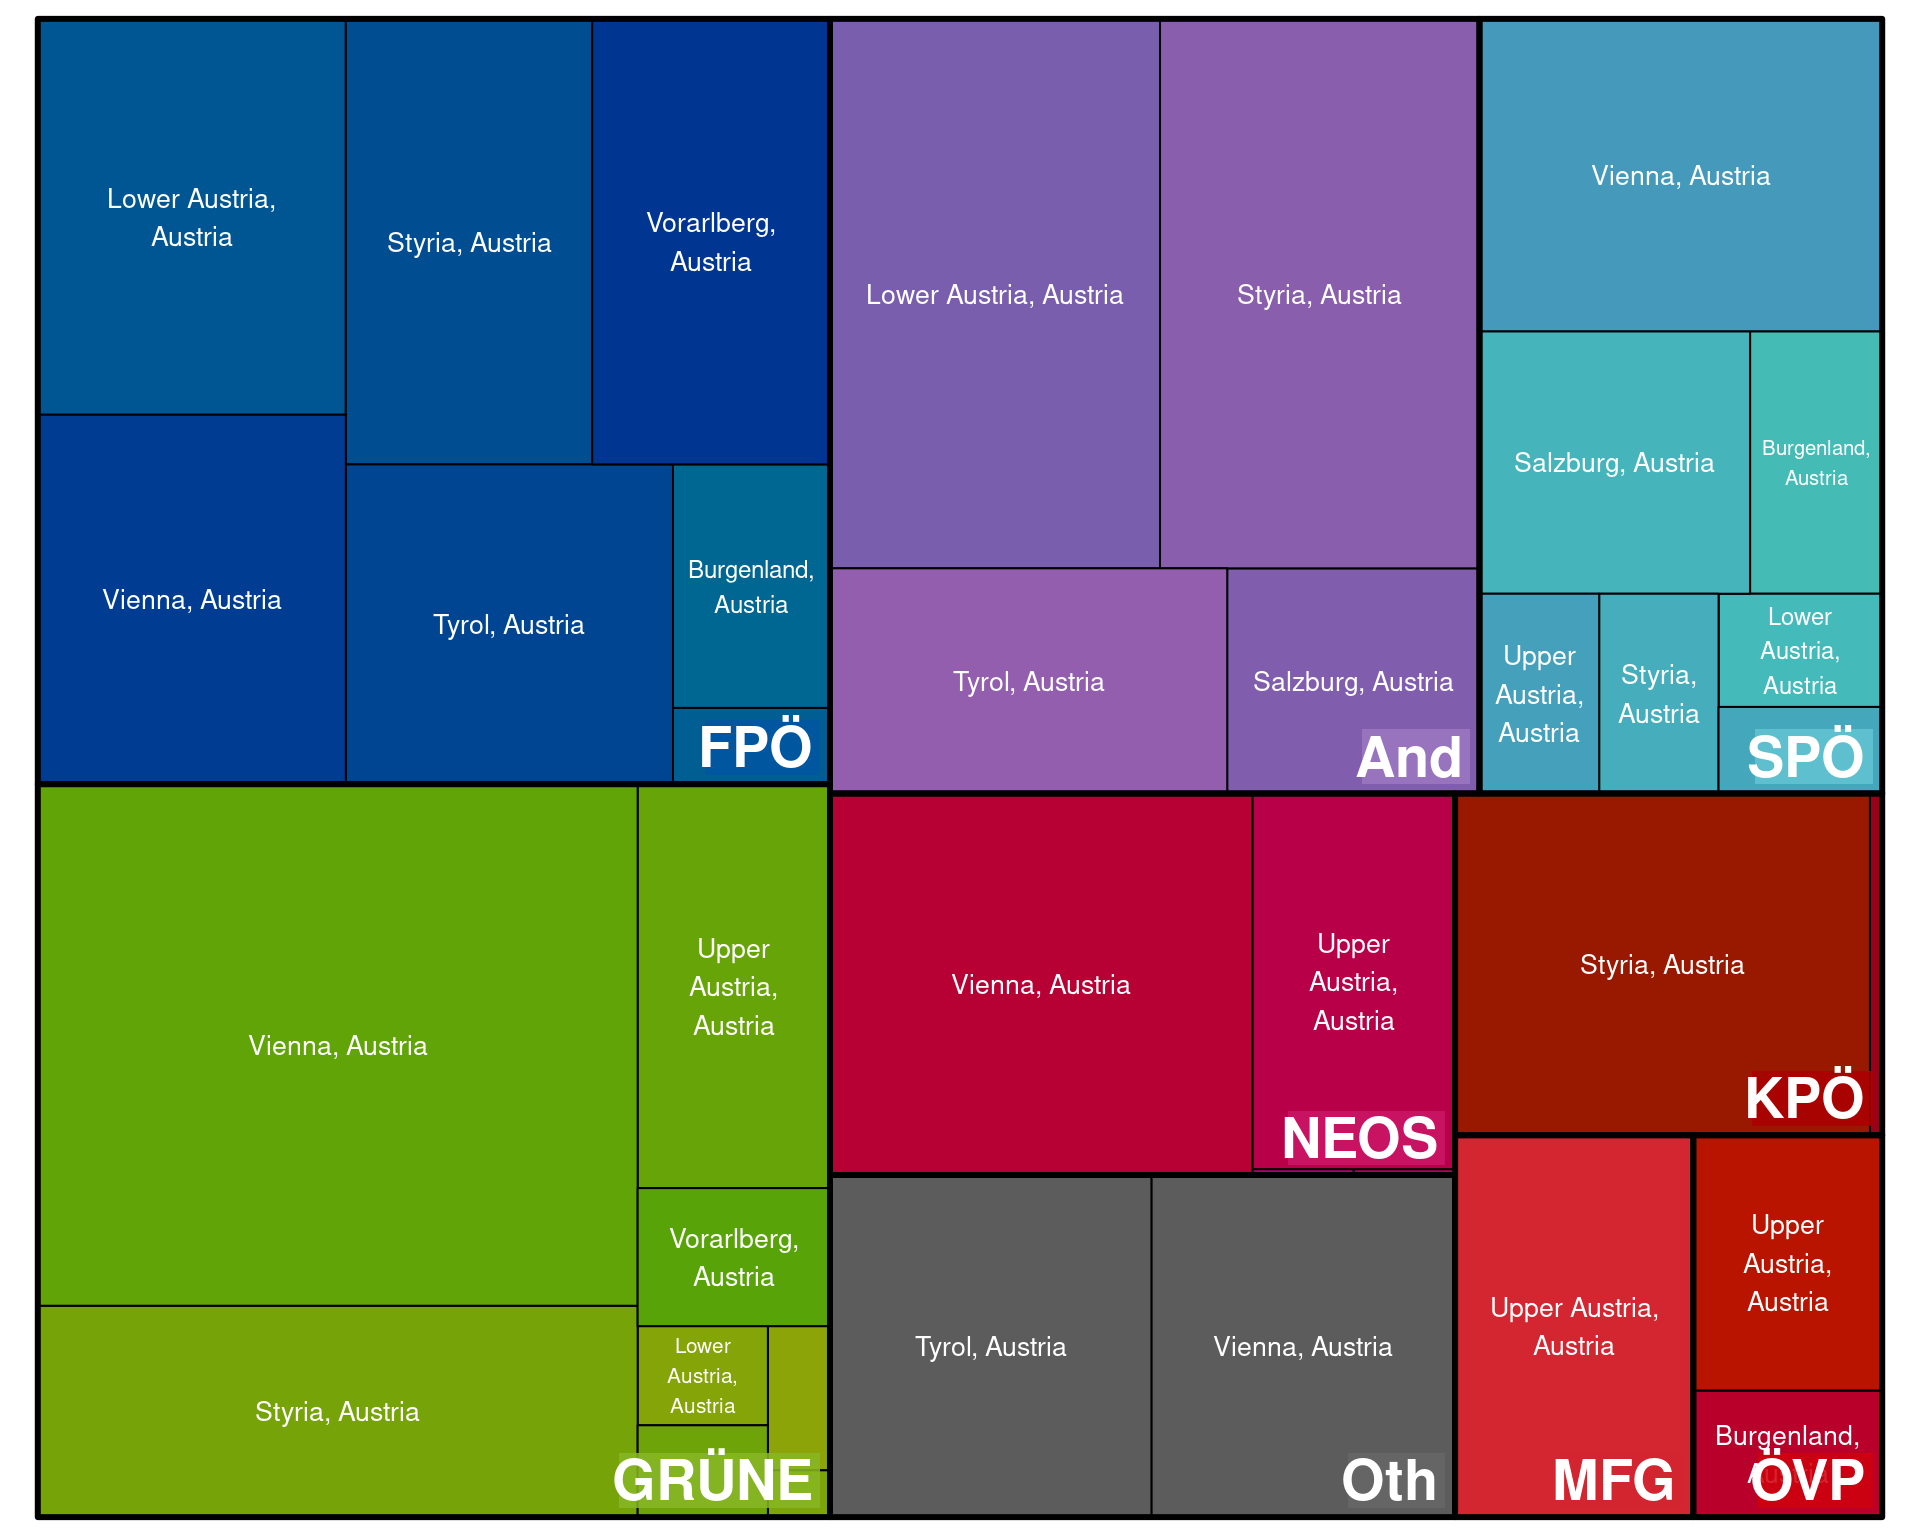 Lower Austria,
Austria
Styria, Austria
Vorarlberg,
Austria
Vienna, Austria
Tyrol, Austria
Burgenland,
Austria
FPÖ
Lower Austria, Austria
Styria, Austria
Tyrol, Austria
Salzburg, Austria
And
Vienna, Austria
Salzburg, Austria
Burgenland,
Austria
Upper
Austria,
Austria
Styria,
Austria
Lower
Austria,
Austria
SPÖ
Vienna, Austria
Upper
Austria,
Austria
Vorarlberg,
Austria
Styria, Austria
Lower
Austria,
Austria
GRÜNE
Vienna, Austria
Upper
Austria,
Austria
NEOS
Styria, Austria
KPÖ
Tyrol, Austria
Vienna, Austria
Oth
Upper Austria,
Austria
MFG
Upper
Austria,
Austria
Burgenland,
ÖVP